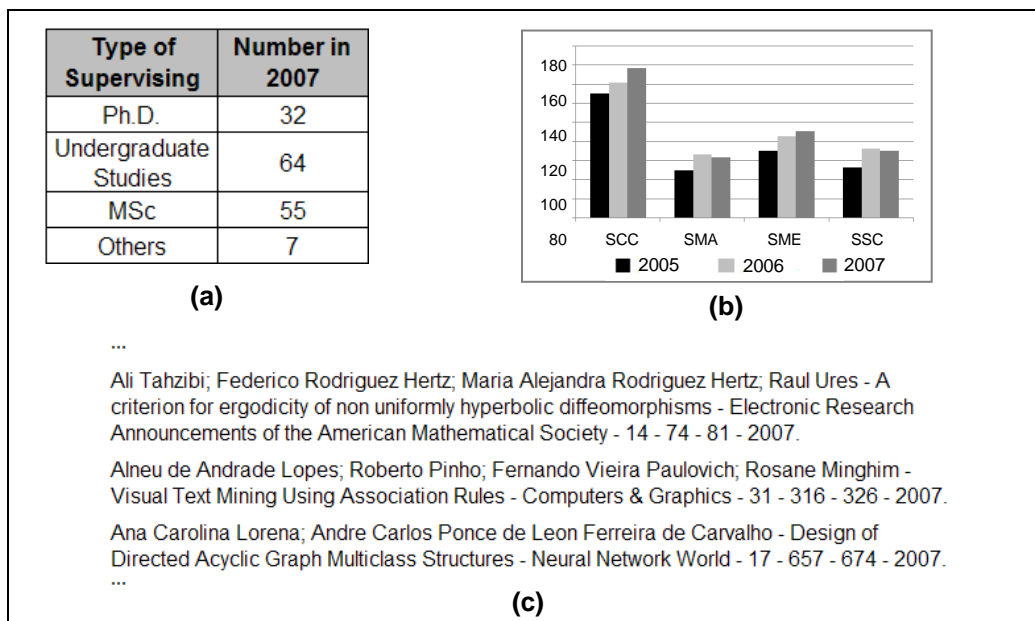 Type of Supervising Number in 2007
Ph.D. 32
Undergraduate Studies 64
MSc 55
Others 7
(a)
180
160
140
120
100
80 SCC SMA SME SSC
2005 2006 2007
(b)
...
Ali Tahzibi; Federico Rodriguez Hertz; Maria Alejandra Rodriguez Hertz; Raul Ures - A
criterion for ergodicity of non uniformly hyperbolic diffeomorphisms - Electronic Research
Announcements of the American Mathematical Society - 14 - 74 - 81 - 2007.
Alneu de Andrade Lopes; Roberto Pinho; Fernando Vieira Paulovich; Rosane Minghim -
Visual Text Mining Using Association Rules - Computers & Graphics - 31 - 316 - 326 - 2007.
Ana Carolina Lorena; Andre Carlos Ponce de Leon Ferreira de Carvalho - Design of
Directed Acyclic Graph Multiclass Structures - Neural Network World - 17 - 657 - 674 - 2007.
...
(c)